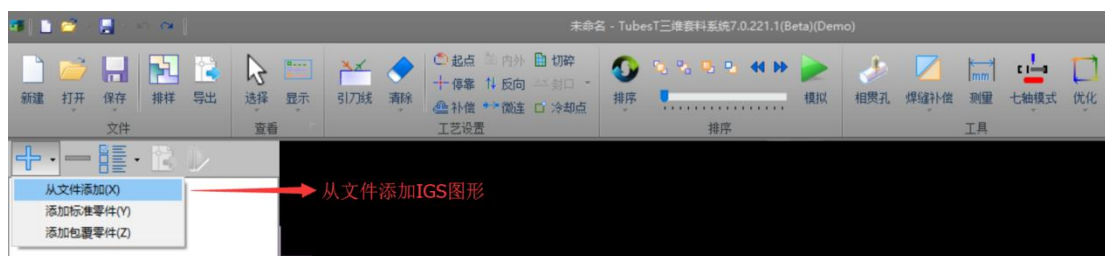 未命名 - TubesT三维套料系统7.0.221.1(Beta)(Demo)
起点 内外 切碎
新建 打开 保存 排样 导出 选择 显示 引刀线 清除 停靠 反向 封口 排序 模拟 相贯孔 焊缝补偿 测量 七轴模式 优化
补偿 微连 冷却点
文件 查看 工艺设置 排序 工具
从文件添加(X) 从文件添加IGS图形
添加标准零件(Y)
添加包覆零件(Z)